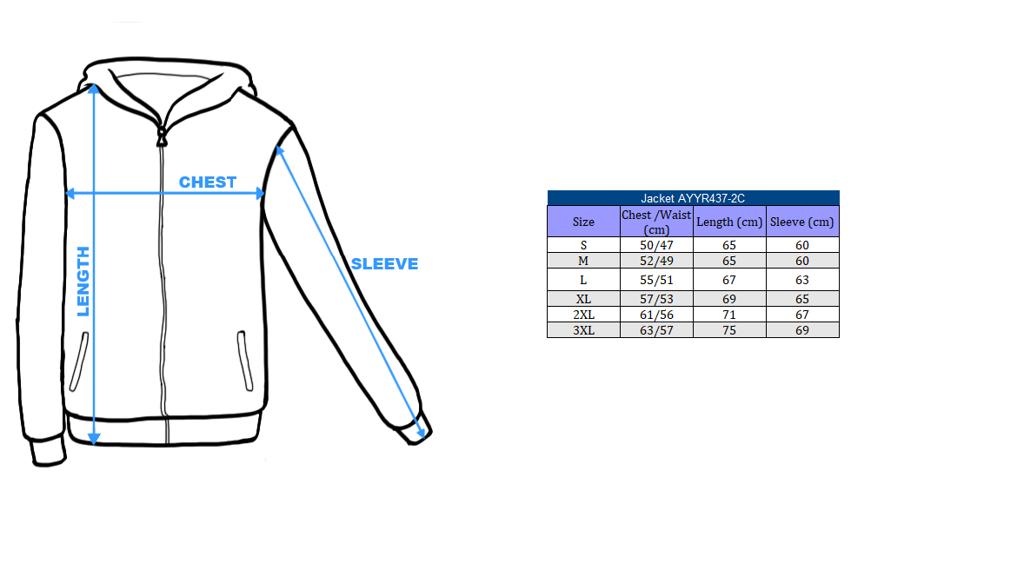 CHEST
LENGTH
SLEEVE
Jacket AYYR437-2C
Size Chest /Waist (cm) Length (cm) Sleeve (cm)
S 50/47 65 60
M 52/49 65 60
L 55/51 67 63
XL 57/53 69 65
2XL 61/56 71 67
3XL 63/57 75 69